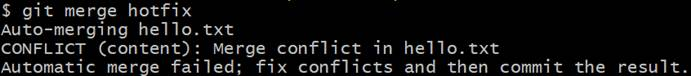 $ git merge hotfix
Auto-merging hello.txt
CONFLICT (content): Merge conflict in hello.txt
Automatic merge failed; fix conflicts and then commit the result.